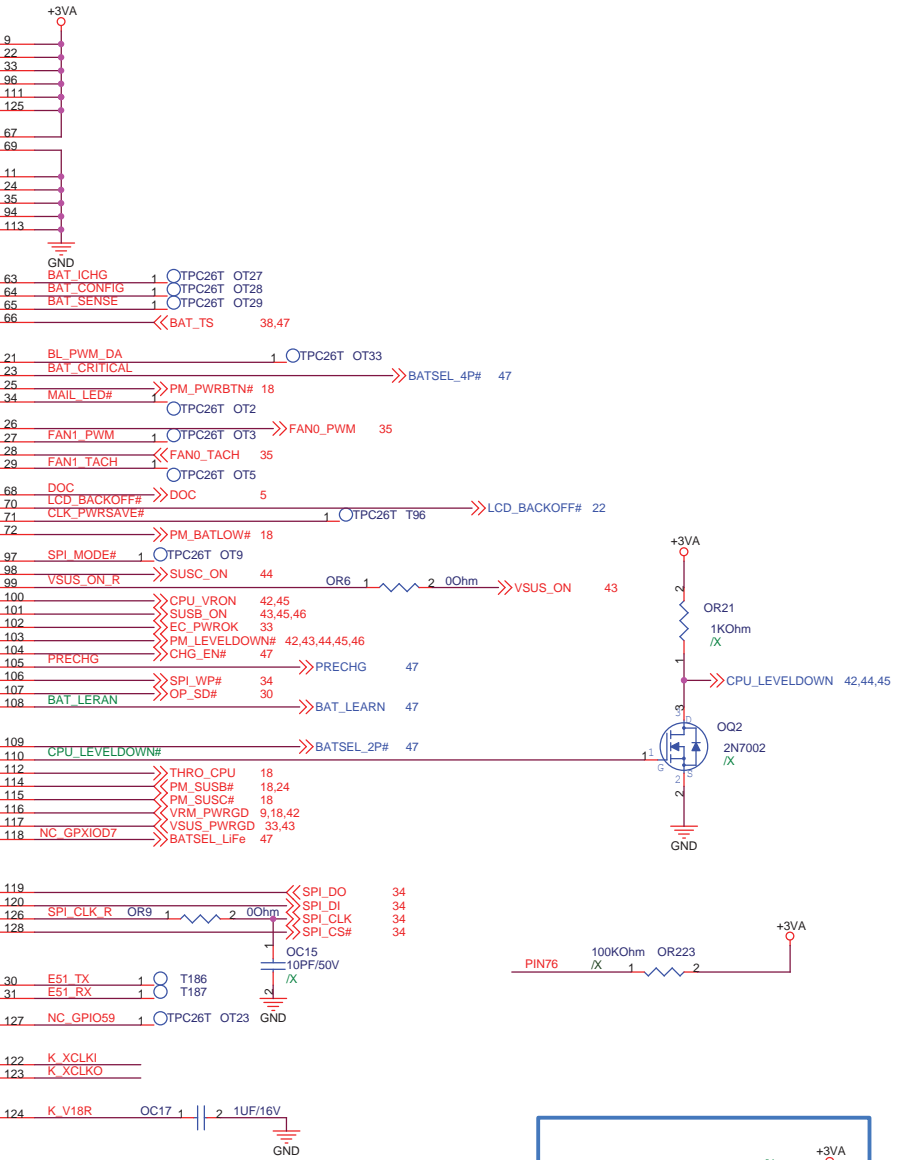 +3VA
9
22
33
96
111
125
67
69
11
24
35
94
113
GND
63 BAT_ICHG 1 TPC26T OT27
64 BAT_CONFIG 1 TPC26T OT28
65 BAT_SENSE 1 TPC26T OT29
66 BAT_TS 38,47
21 BL_PWM_DA 1 TPC26T OT33
23 BAT_CRITICAL BATSEL_4P# 47
25 PM_PWRBTN# 18
34 MAIL_LED# 1
TPC26T OT2
26 FAN0_PWM 35
27 FAN1_PWM 1 TPC26T OT3
28 FAN0_TACH 35
29 FAN1_TACH 1
TPC26T OT5
68 DOC DOC 5
70 LCD_BACKOFF# LCD_BACKOFF# 22
71 CLK_PWRSAVE# 1 TPC26T T96
72 PM_BATLOW# 18
97 SPI_MODE# 1 TPC26T OT9
98 SUSC_ON 44
99 VSUS_ON_R OR6 1 2 0Ohm VSUS_ON 43
100 CPU_VRON 42,45
101 SUSB_ON 43,45,46
102 EC_PWROK 33
103 PM_LEVELDOWN# 42,43,44,45,46
104 CHG_EN# 47
105 PRECHG PRECHG 47
106 SPI_WP# 34
107 OP_SD# 30
108 BAT_LERAN BAT_LEARN 47
109 BATSEL_2P# 47
110 CPU_LEVELDOWN# 1
112 THRO_CPU 18
114 PM_SUSB# 18,24
115 PM_SUSC# 18
116 VRM_PWRGD 9,18,42
117 VSUS_PWRGD 33,43
118 NC_GPXIOD7 BATSEL_LiFe 47
+3VA
2
OR21
1KOhm
/X
1
CPU_LEVELDOWN 42,44,45
3
3 D
OQ2
1 G
2N7002
/X
2 S
2
GND
119 SPI_DO 34
120 SPI_DI 34
126 SPI_CLK_R OR9 1 2 0Ohm SPI_CLK 34
128 SPI_CS# 34
1
OC15
10PF/50V
/X
2
GND
30 E51_TX 1 T186
31 E51_RX 1 T187
127 NC_GPIO59 1 TPC26T OT23
122 K_XCLKI
123 K_XCLKO
124 K_V18R OC17 1 2 1UF/16V
GND
+3VA
100KOhm OR223
PIN76 /X 1 2
+3VA